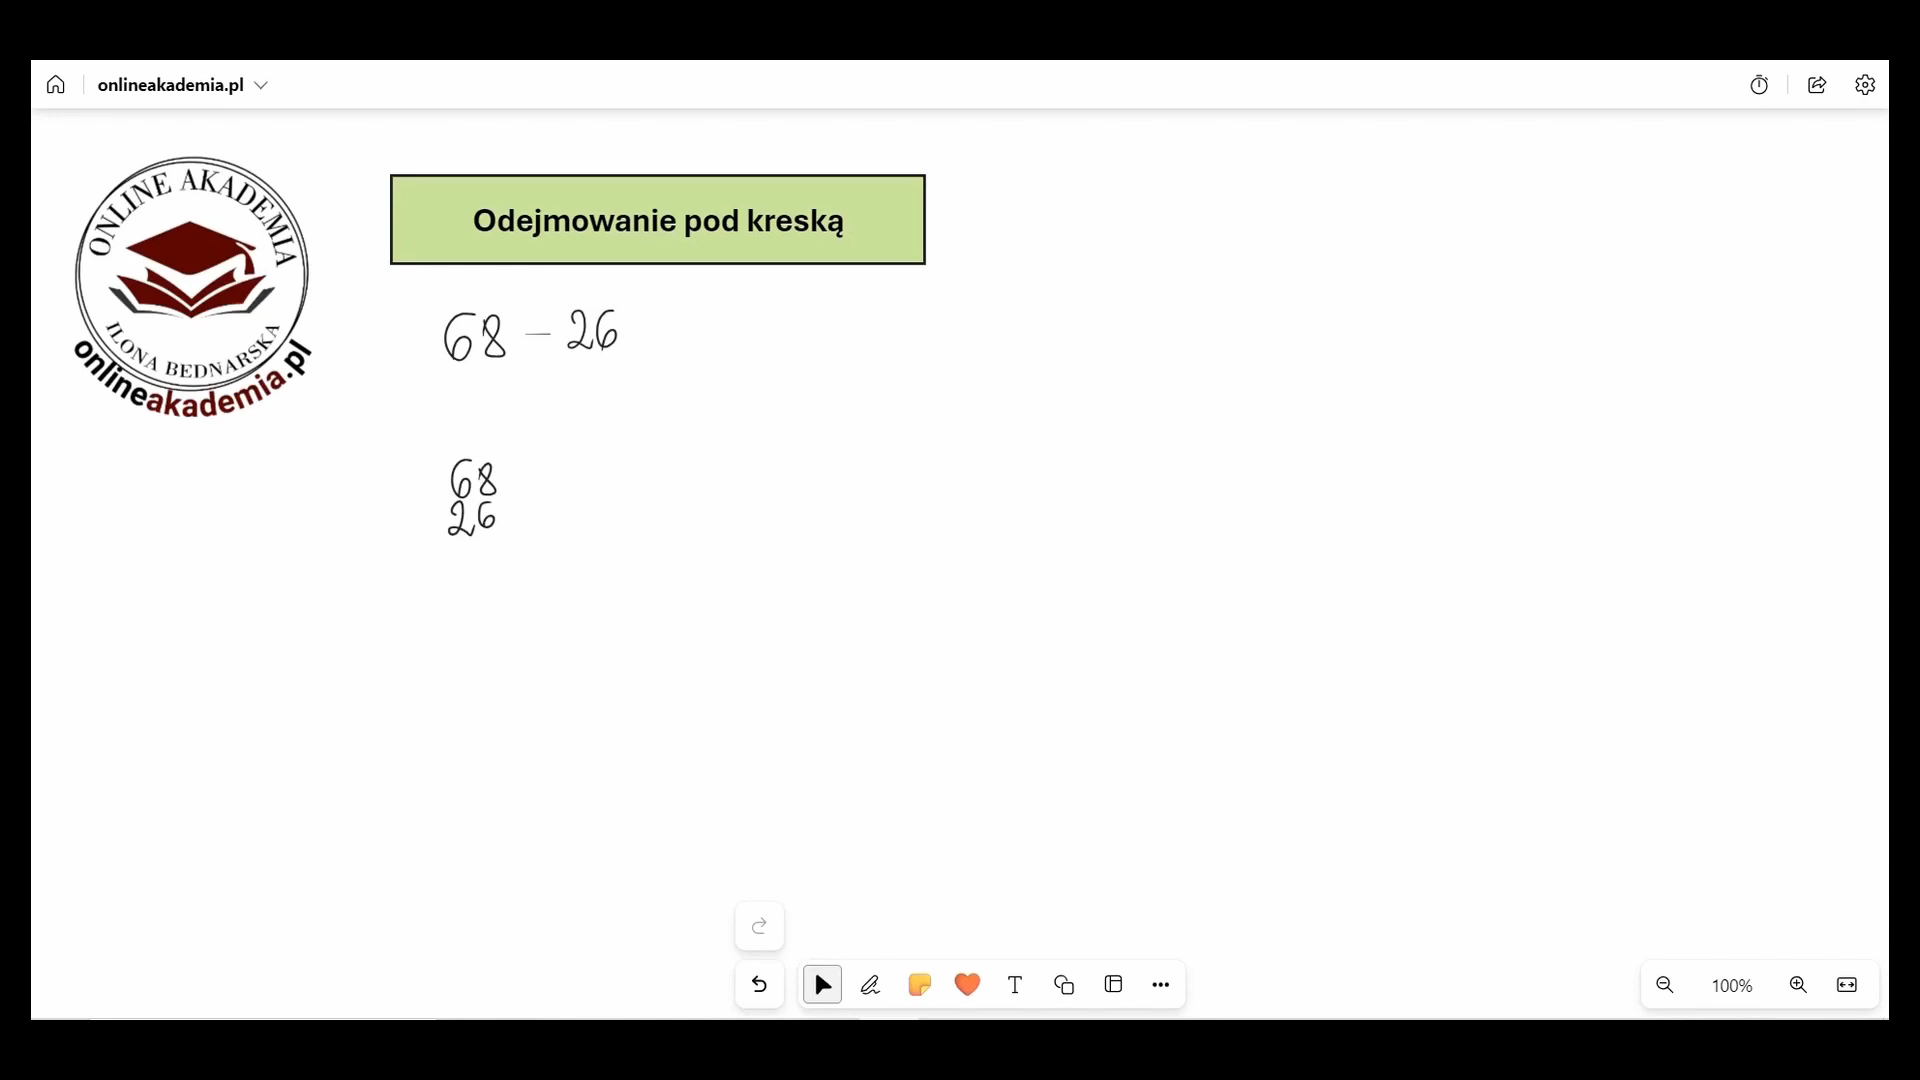 onlineakademia.pl
ONLINE AKADEMIA
ILONA BEDNARSKA
onlineakademia.pl
Odejmowanie pod kreską
68 – 26
68
26
T
100%